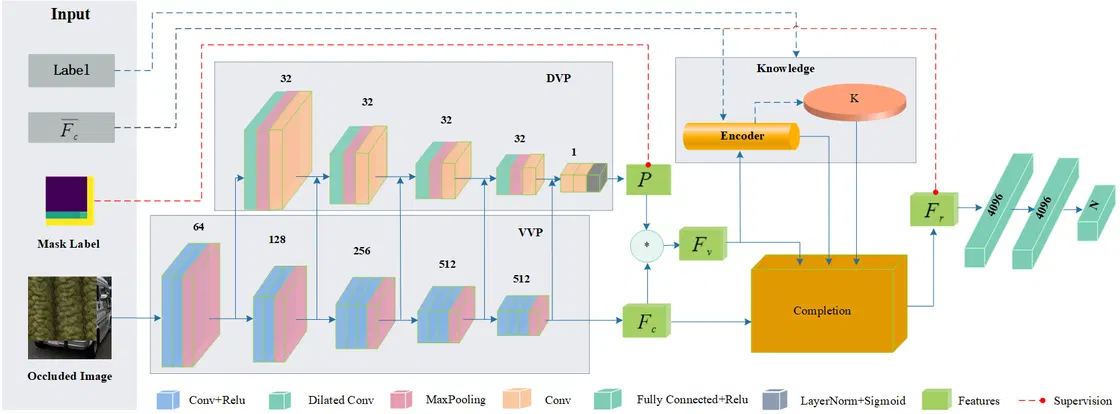 Input
Label
F̄c
Mask Label
Occluded Image
DVP
32
32
32
32
1
VVP
64
128
256
512
512
P
*
Fv
Fc
Knowledge
K
Encoder
Completion
Fr
4096
4096
N
Conv+Relu
Dilated Conv
MaxPooling
Conv
Fully Connected+Relu
LayerNorm+Sigmoid
Features
Supervision